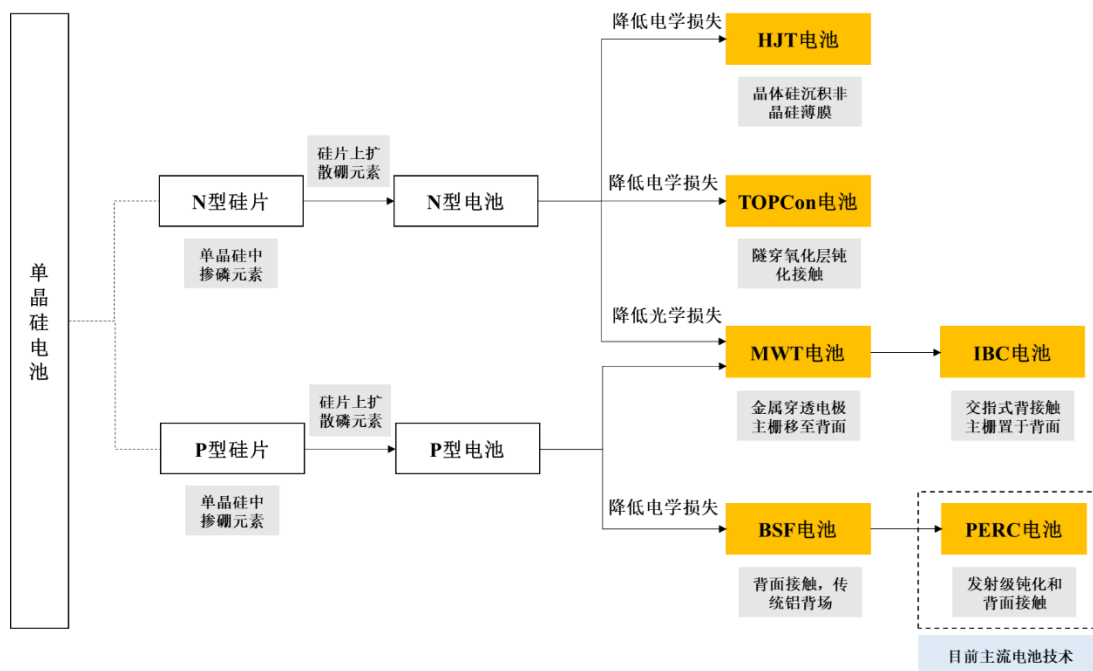 降低电学损失
HJT电池
晶体硅沉积非
晶硅薄膜
硅片上扩
散硼元素
降低电学损失
N型硅片
N型电池
TOPCon电池
单晶硅中
掺磷元素
隧穿氧化层钝
化接触
单晶硅电池
降低光学损失
MWT电池
IBC电池
硅片上扩
散磷元素
金属穿透电极
主栅移至背面
交指式背接触
主栅置于背面
P型硅片
P型电池
单晶硅中
掺硼元素
降低电学损失
BSF电池
PERC电池
背面接触，传
统铝背场
发射级钝化和
背面接触
目前主流电池技术